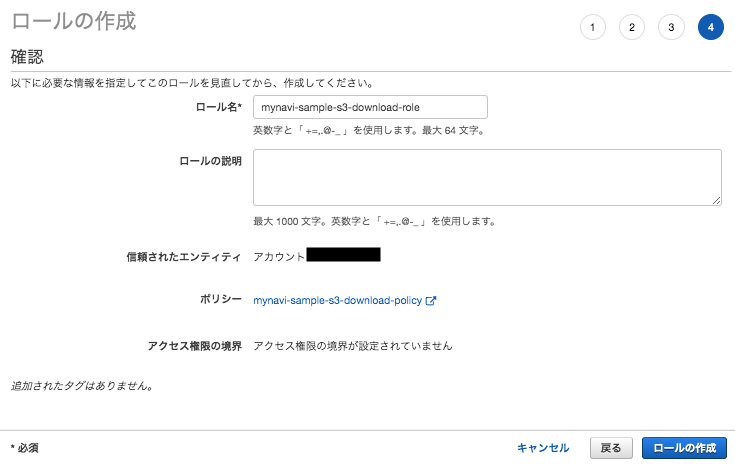 ロールの作成
1 2 3 4
確認
以下に必要な情報を指定してこのロールを見直してから、作成してください。
ロール名* mynavi-sample-s3-download-role
英数字と「+=,.@-_」を使用します。最大 64 文字。
ロールの説明
最大 1000 文字。英数字と「+=,.@-_」を使用します。
信頼されたエンティティ アカウント
ポリシー mynavi-sample-s3-download-policy
アクセス権限の境界 アクセス権限の境界が設定されていません
追加されたタグはありません。
* 必須 キャンセル 戻る ロールの作成